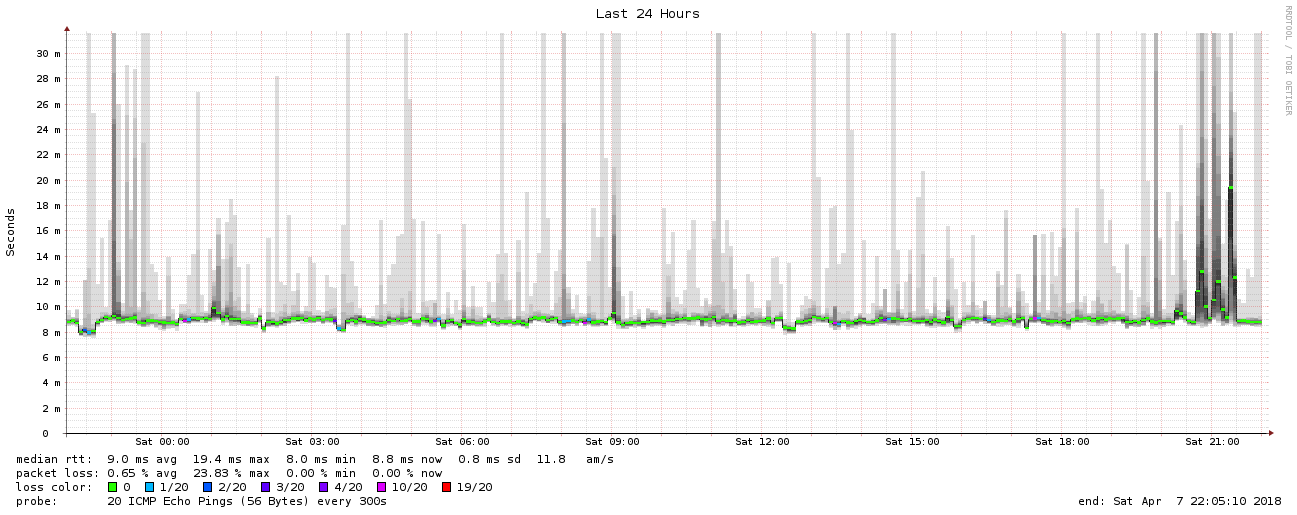 Last 24 Hours
RRDTOOL / TOBI OETIKER
Seconds
30 m
28 m
26 m
24 m
22 m
20 m
18 m
16 m
14 m
12 m
10 m
8 m
6 m
4 m
2 m
0
Sat 00:00 Sat 03:00 Sat 06:00 Sat 09:00 Sat 12:00 Sat 15:00 Sat 18:00 Sat 21:00
median rtt: 9.0 ms avg 19.4 ms max 8.0 ms min 8.8 ms now 0.8 ms sd 11.8 am/s
packet loss: 0.65 % avg 23.83 % max 0.00 % min 0.00 % now
loss color: 0 1/20 2/20 3/20 4/20 10/20 19/20
probe: 20 ICMP Echo Pings (56 Bytes) every 300s end: Sat Apr 7 22:05:10 2018